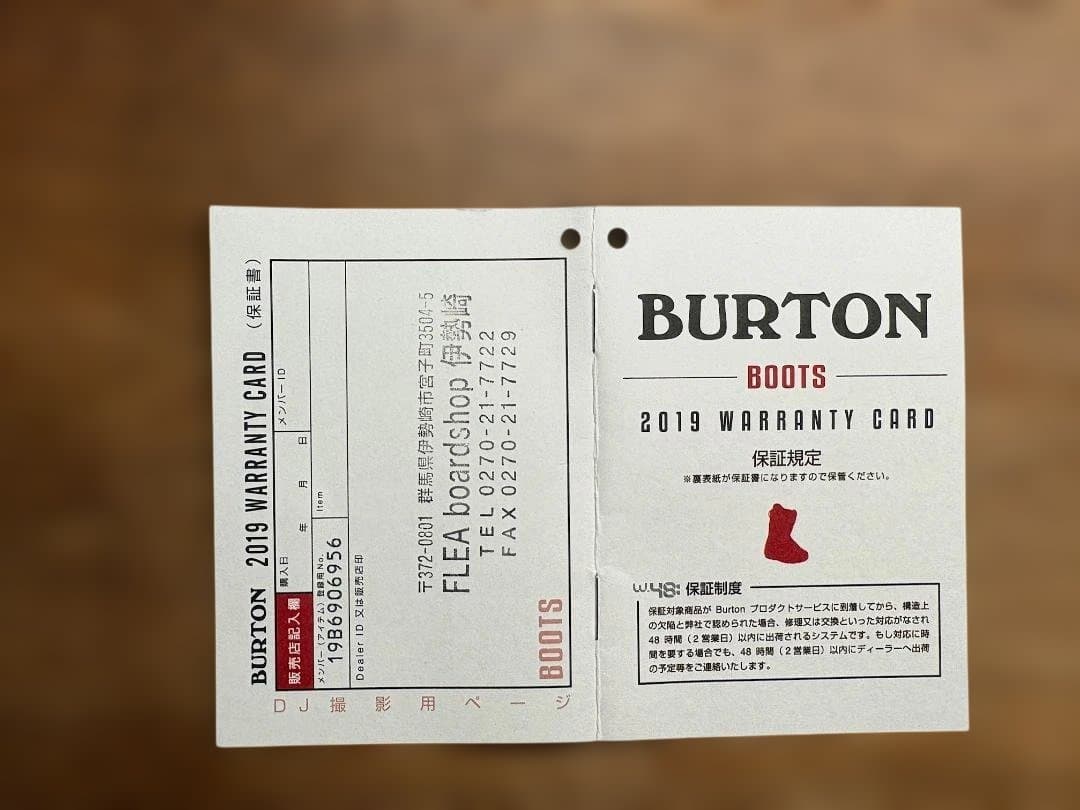 BURTON 2019 WARRANTY CARD (保証書)
販売店記入欄
購入日 年 月 日
メンバー ID
メンバー(アイテム)登録用No.
19B6906956
Item
Dealer ID 又は販売店印
〒372-0801 群馬県伊勢崎市宮子町3504-5
FLEA boardshop 伊勢崎
TEL 0270-21-7722
FAX 0270-21-7729
BOOTS
DJ撮影用ページ
BURTON
BOOTS
2019 WARRANTY CARD
保証規定
※裏表紙が保証書になりますので保管ください。
w.48: 保証制度
保証対象商品が Burton プロダクトサービスに到着してから、構造上
の欠陥と弊社で認められた場合、修理又は交換といった対応がなされ
48 時間(2営業日)以内に出荷されるシステムです。もし対応に時
間を要する場合でも、48 時間(2営業日)以内にディーラーへ出荷
の予定等をご連絡いたします。